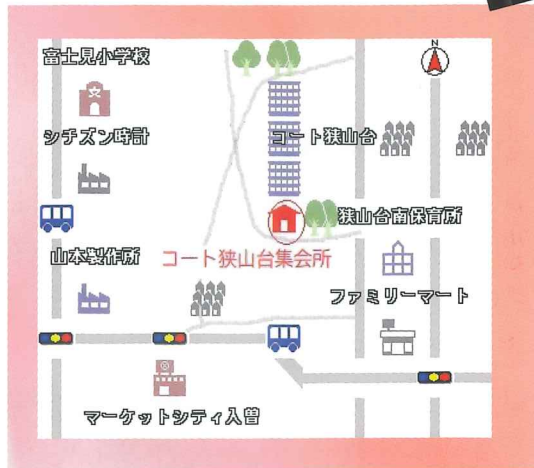 富士見小学校
N
シチズン時計
コート狭山台
狭山台南保育所
山本製作所
コート狭山台集会所
ファミリーマート
マーケットシティ入曽